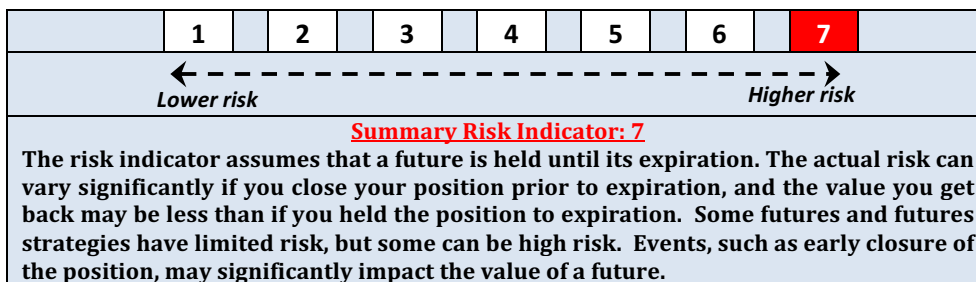 1 2 3 4 5 6 7
Lower risk Higher risk
Summary Risk Indicator: 7
The risk indicator assumes that a future is held until its expiration. The actual risk can
vary significantly if you close your position prior to expiration, and the value you get
back may be less than if you held the position to expiration.  Some futures and futures
strategies have limited risk, but some can be high risk.  Events, such as early closure of
the position, may significantly impact the value of a future.